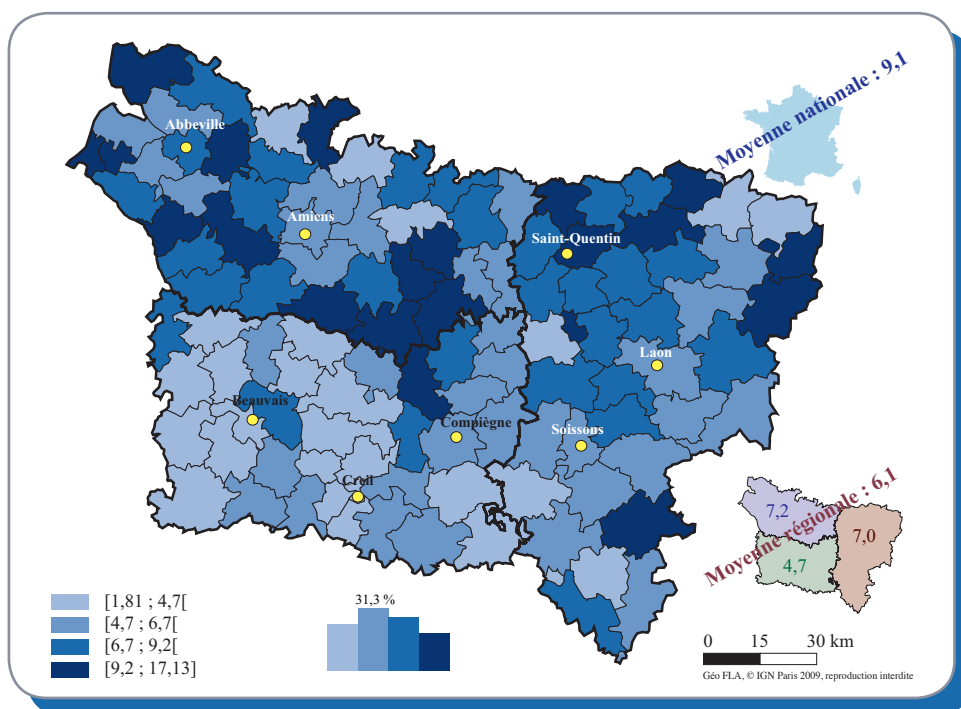 Moyenne nationale : 9,1
Abbeville
Amiens
Saint-Quentin
Laon
Beauvais
Compiègne
Soissons
Creil
Moyenne régionale : 6,1
7,2
7,0
4,7
[1,81 ; 4,7[
[4,7 ; 6,7[
[6,7 ; 9,2[
[9,2 ; 17,13]
31,3 %
0 15 30 km
Géo FLA, © IGN Paris 2009, reproduction interdite